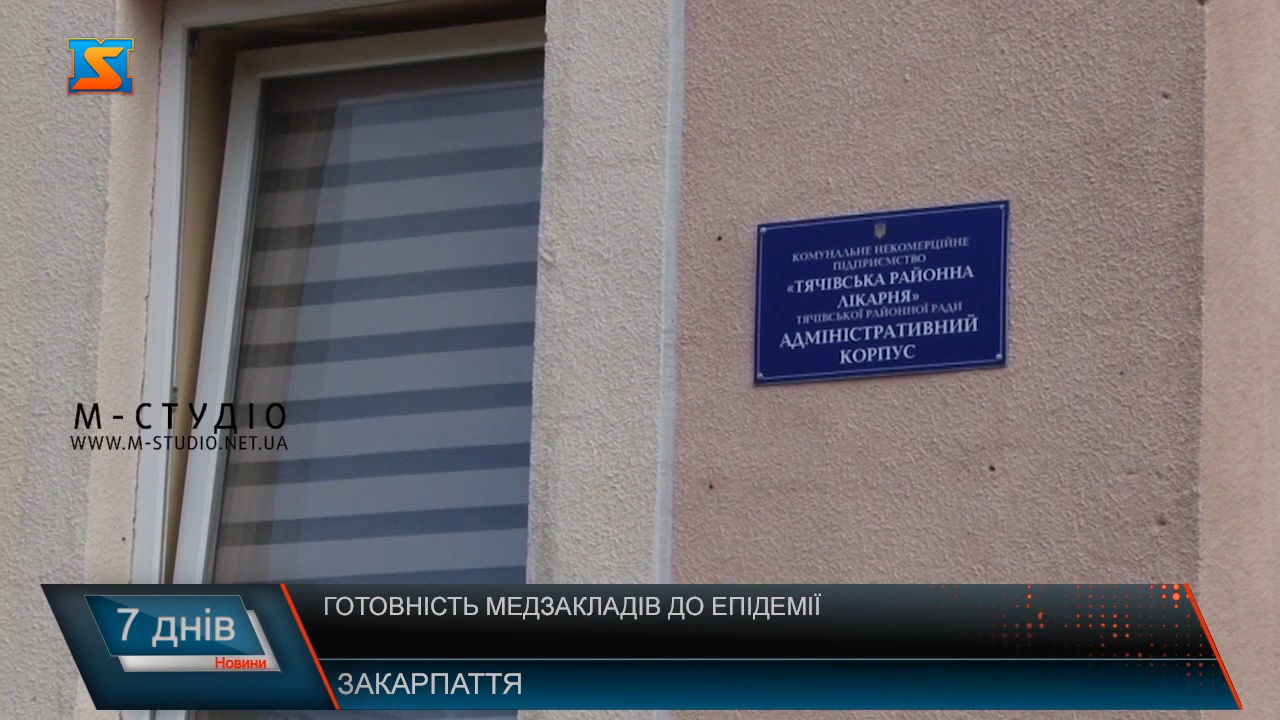 КОМУНАЛЬНЕ НЕКОМЕРЦІЙНЕ
ПІДПРИЄМСТВО
«ТЯЧІВСЬКА РАЙОННА
ЛІКАРНЯ»
ТЯЧІВСЬКОЇ РАЙОННОЇ РАДИ
АДМІНІСТРАТИВНИЙ
КОРПУС
М-СТУДІО
WWW.M-STUDIO.NET.UA
ГОТОВНІСТЬ МЕДЗАКЛАДІВ ДО ЕПІДЕМІЇ
7 днів
Новини
ЗАКАРПАТТЯ